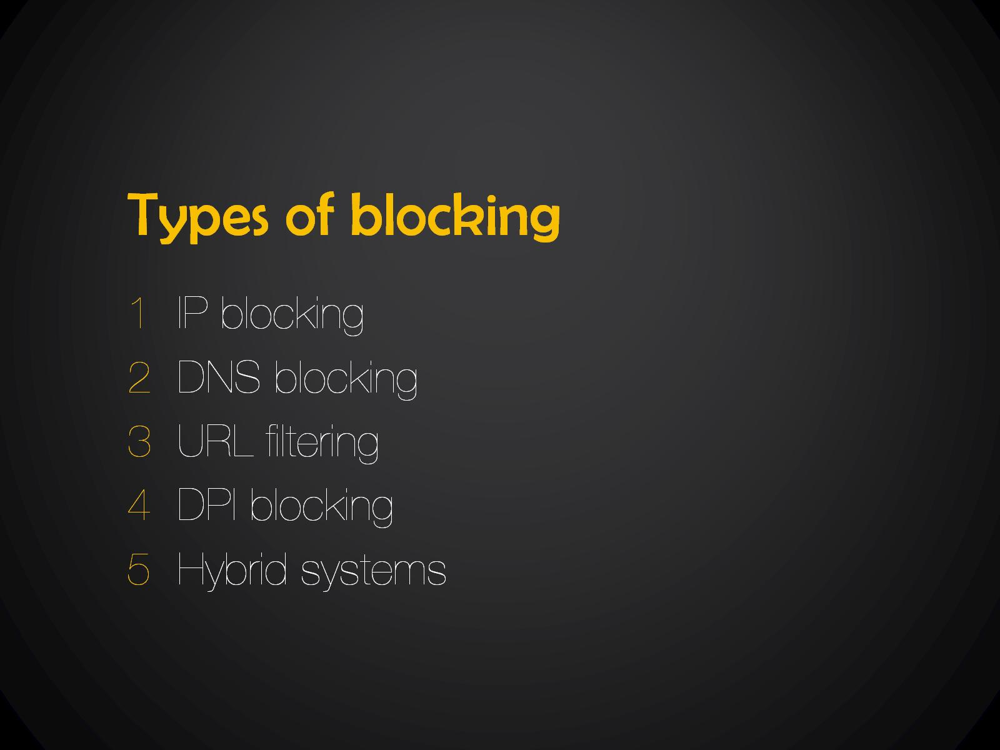 Types of blocking
1 IP blocking
2 DNS blocking
3 URL filtering
4 DPI blocking
5 Hybrid systems